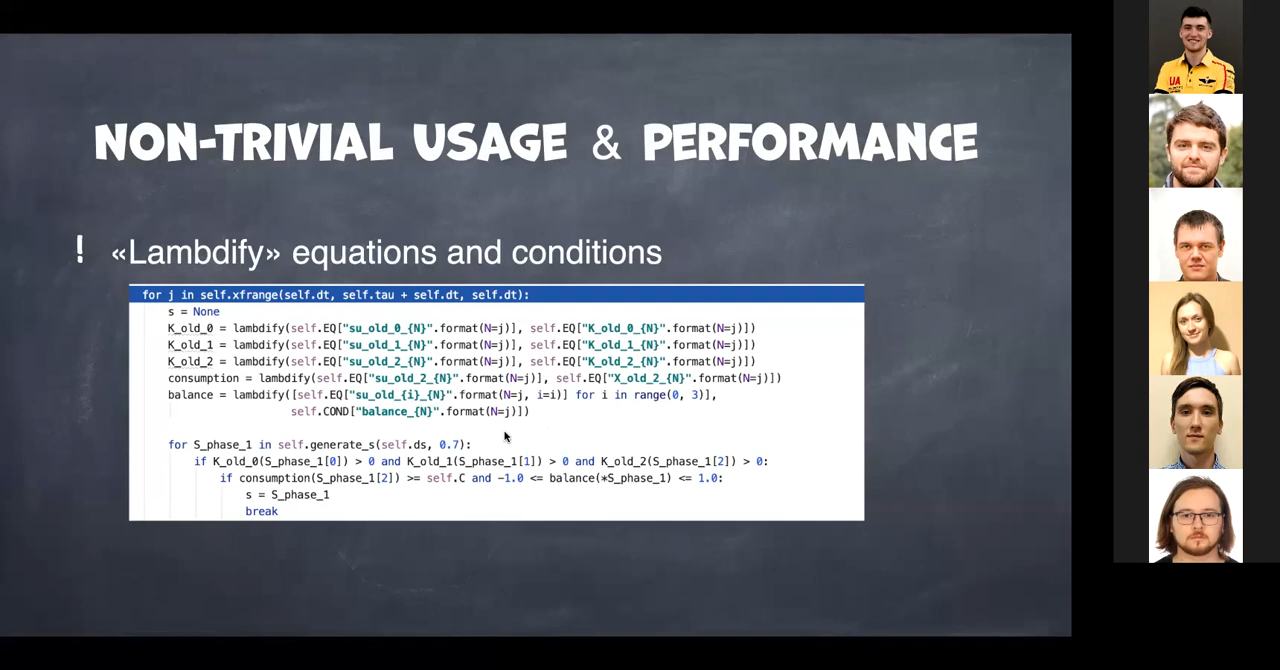 NON-TRIVIAL USAGE & PERFORMANCE
! «Lambdify» equations and conditions
for j in self.xfrange(self.dt, self.tau + self.dt, self.dt):
s = None
K_old_0 = lambdify(self.EQ["su_old_0_{N}".format(N=j)], self.EQ["K_old_0_{N}".format(N=j)])
K_old_1 = lambdify(self.EQ["su_old_1_{N}".format(N=j)], self.EQ["K_old_1_{N}".format(N=j)])
K_old_2 = lambdify(self.EQ["su_old_2_{N}".format(N=j)], self.EQ["K_old_2_{N}".format(N=j)])
consumption = lambdify(self.EQ["su_old_2_{N}".format(N=j)], self.EQ["X_old_2_{N}".format(N=j)])
balance = lambdify([self.EQ["su_old_{i}_{N}".format(N=j, i=i)] for i in range(0, 3)],
self.COND["balance_{N}".format(N=j)])
for S_phase_1 in self.generate_s(self.ds, 0.7):
if K_old_0(S_phase_1[0]) > 0 and K_old_1(S_phase_1[1]) > 0 and K_old_2(S_phase_1[2]) > 0:
if consumption(S_phase_1[2]) >= self.C and -1.0 <= balance(*S_phase_1) <= 1.0:
s = S_phase_1
break
UA